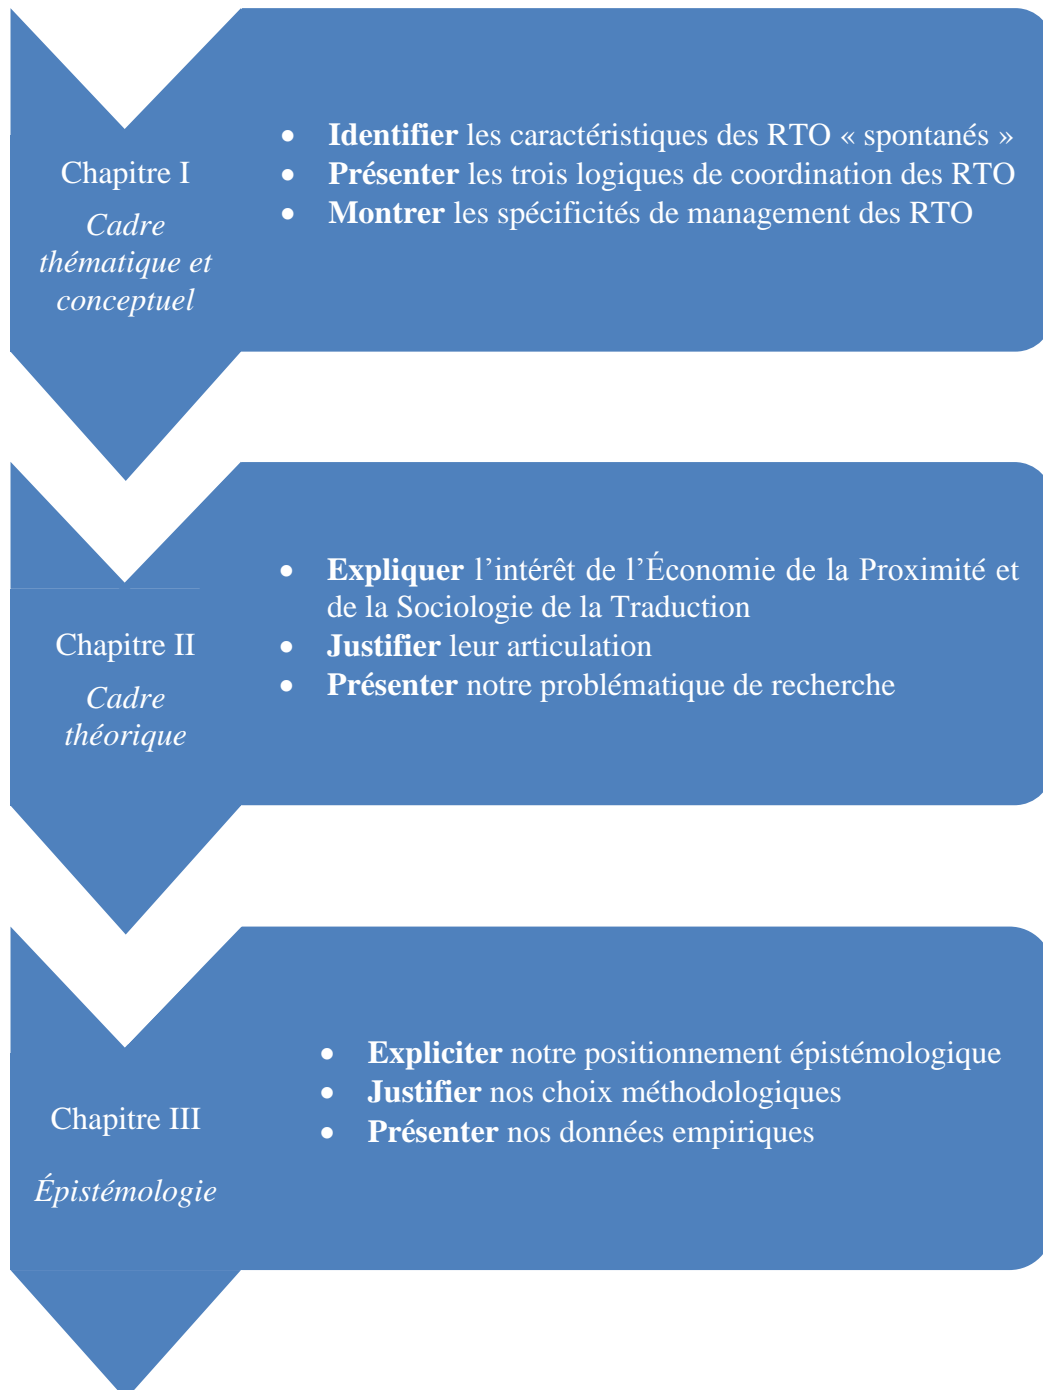 Chapitre I
Cadre
thématique et
conceptuel
• Identifier les caractéristiques des RTO « spontanés »
• Présenter les trois logiques de coordination des RTO
• Montrer les spécificités de management des RTO
Chapitre II
Cadre
théorique
• Expliquer l’intérêt de l’Économie de la Proximité et
de la Sociologie de la Traduction
• Justifier leur articulation
• Présenter notre problématique de recherche
Chapitre III
Épistémologie
• Expliciter notre positionnement épistémologique
• Justifier nos choix méthodologiques
• Présenter nos données empiriques